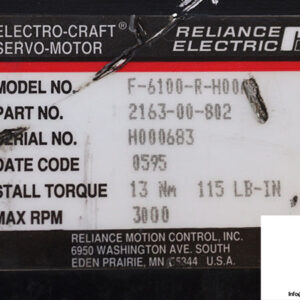 ELECTRO-CRAFT®
SERVO-MOTOR
RELIANCE
ELECTRIC
MODEL NO. F-6100-R-H00
PART NO. 2163-00-802
SERIAL NO. H000683
DATE CODE 0595
STALL TORQUE 13 Nm 115 LB-IN
MAX RPM 3000
RELIANCE MOTION CONTROL, INC.
6950 WASHINGTON AVE. SOUTH
EDEN PRAIRIE, MN 55344 U.S.A.